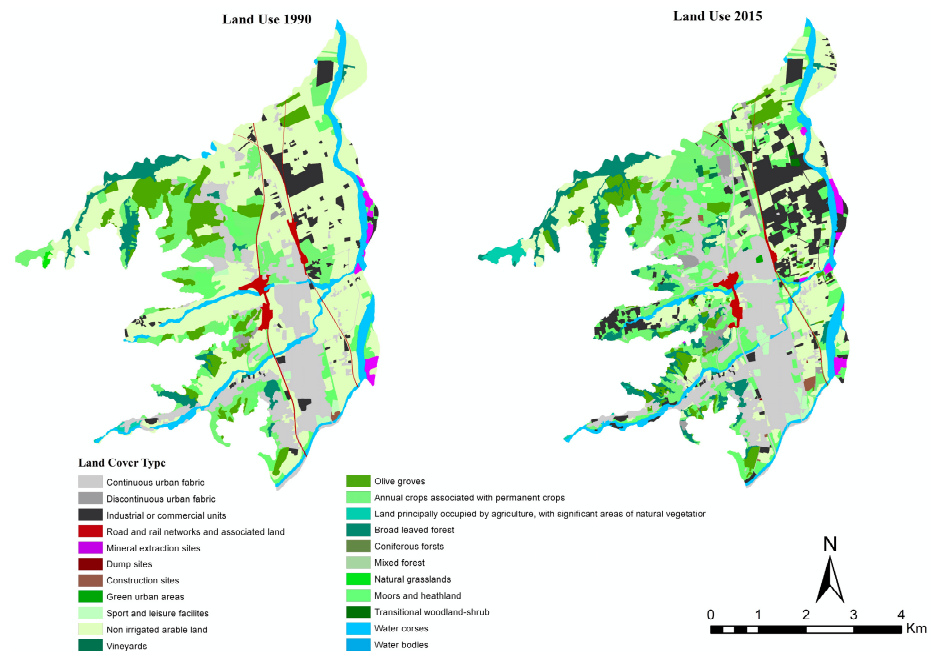 Land Use 1990
Land Use 2015
Land Cover Type
Continuous urban fabric
Discontinuous urban fabric
Industrial or commercial units
Road and rail networks and associated land
Mineral extraction sites
Dump sites
Construction sites
Green urban areas
Sport and leisure facilites
Non irrigated arable land
Vineyards
Olive groves
Annual crops associated with permanent crops
Land principally occupied by agriculture, with significant areas of natural vegetatior
Broad leaved forest
Coniferous forsts
Mixed forest
Natural grasslands
Moors and heathland
Transitional woodland-shrub
Water corses
Water bodies
N
0 1 2 3 4
Km